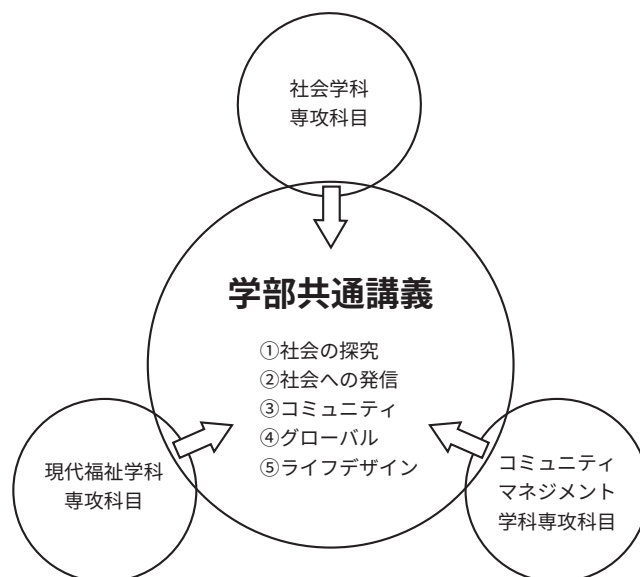 社会学科
専攻科目
学部共通講義
①社会の探究
②社会への発信
③コミュニティ
④グローバル
⑤ライフデザイン
現代福祉学科
専攻科目
コミュニティ
マネジメント
学科専攻科目